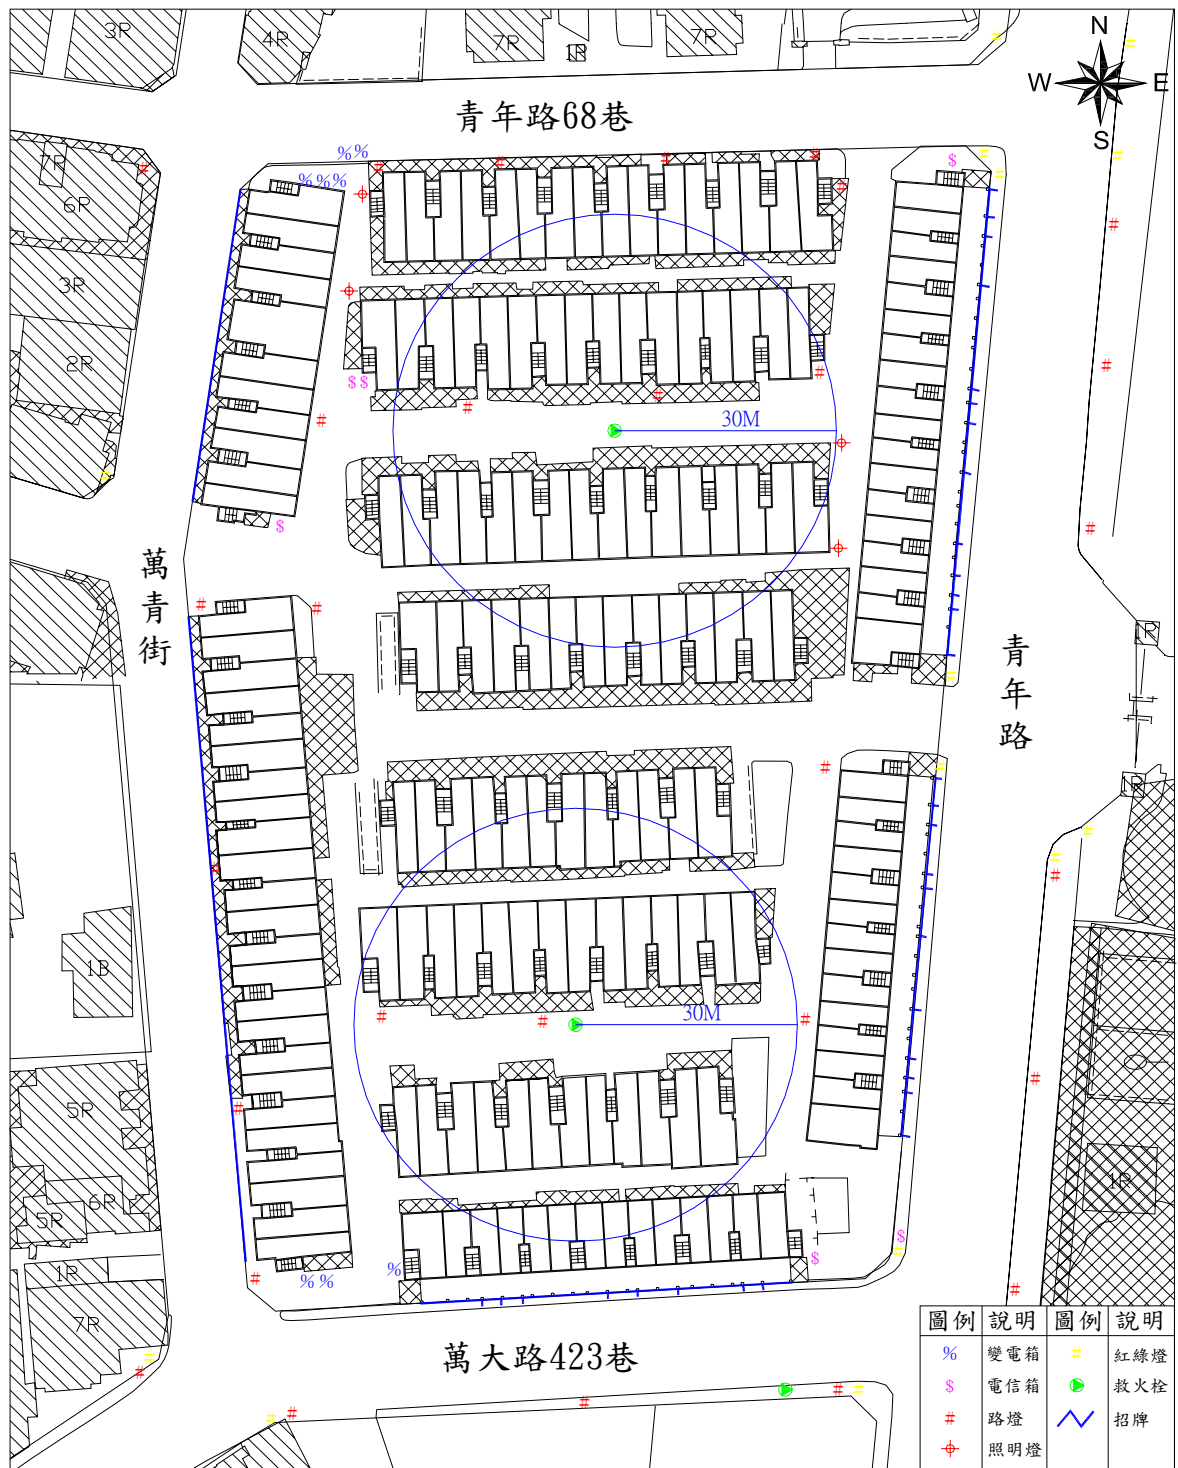 3R
4R
7R
1R
7R
N
W
E
S
青年路68巷
%%
$
7R
%%%
6R
3R
2R
$$
30M
$
萬青街
青年路
R
1R
1B
30M
5R
1R
6R
5R
$
$
1R
%%
%
7R
萬大路423巷
圖例 說明 圖例 說明
% 變電箱 # 紅綠燈
$ 電信箱 救火栓
# 路燈 招牌
照明燈